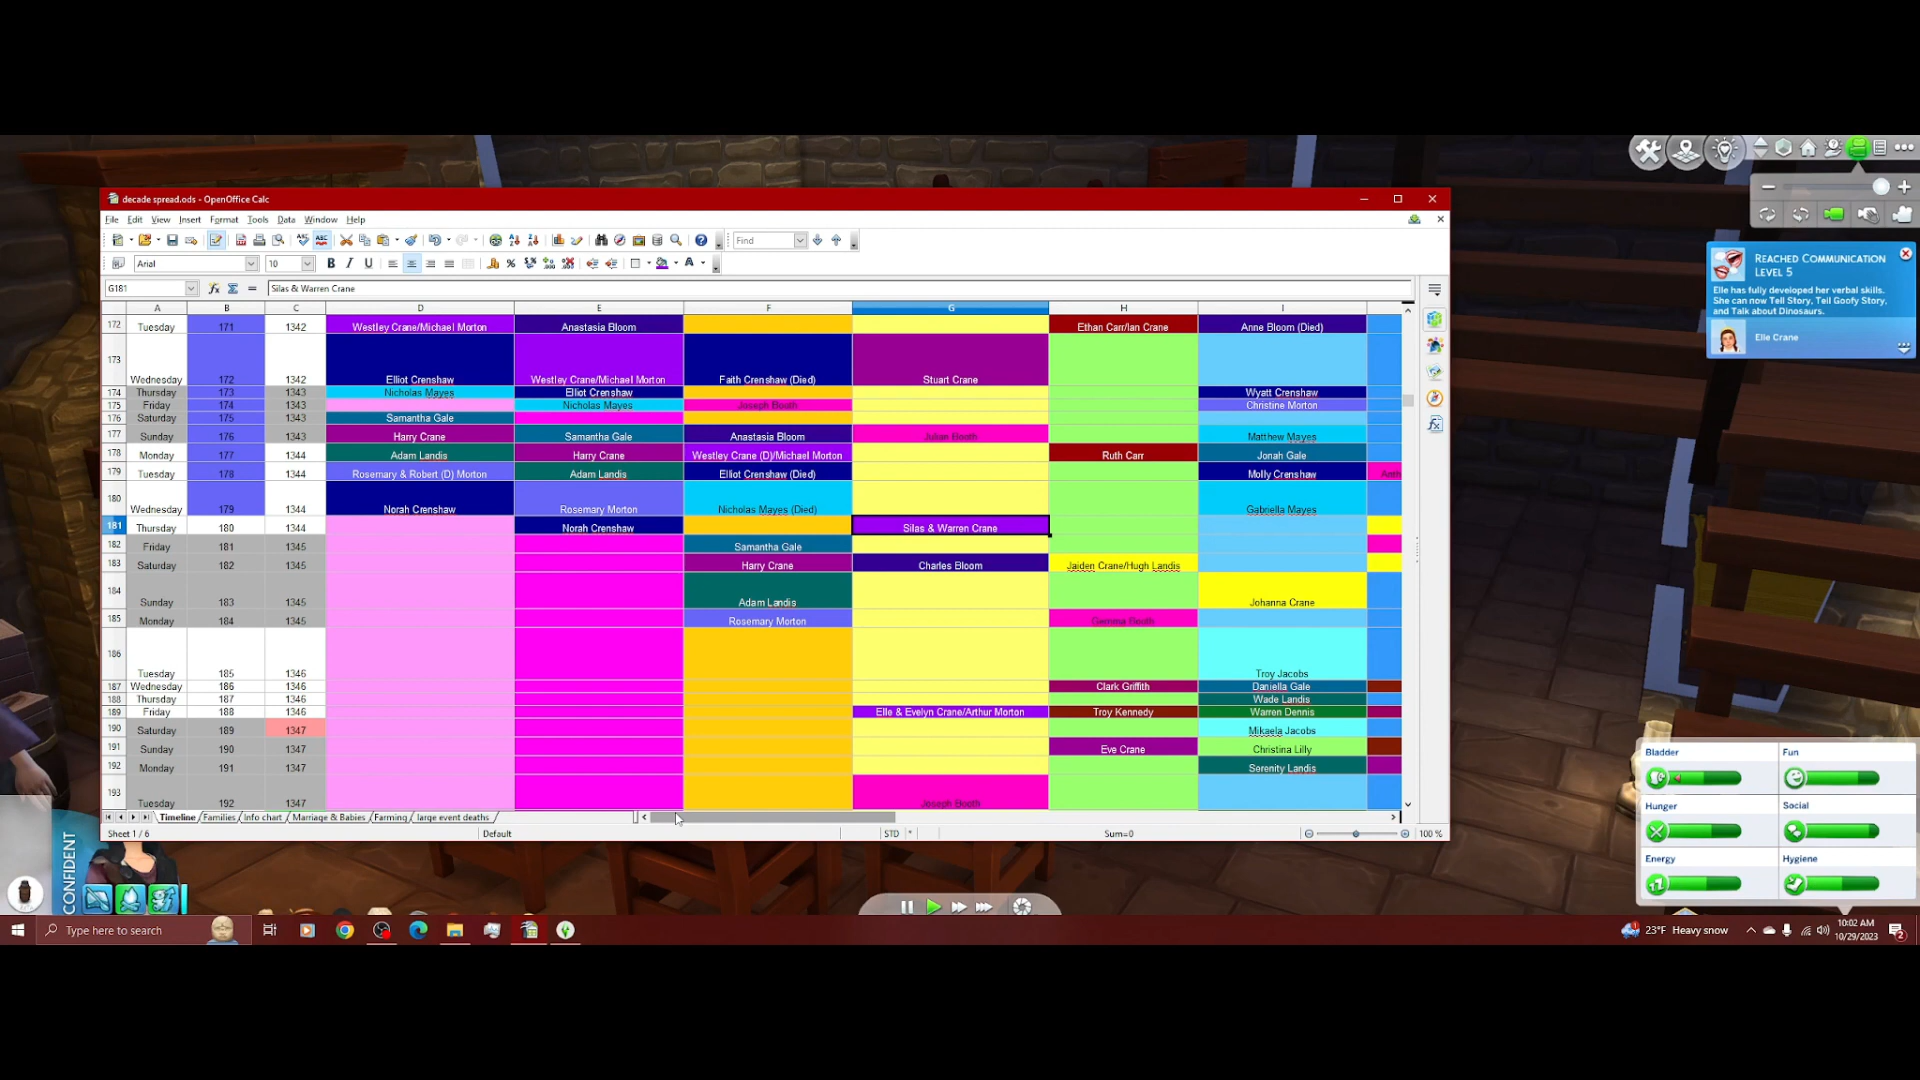 decade spread.ods - OpenOffice Calc
File Edit View Insert Format Tools Data Window Help
Find
Arial 10
G181 Silas & Warren Crane
A B C D E F G H I
172 Tuesday 171 1342 Westley Crane/Michael Morton Anastasia Bloom Ethan Carr/Ian Crane Anne Bloom (Died)
173 Wednesday 172 1342 Elliot Crenshaw Westley Crane/Michael Morton Faith Crenshaw (Died) Stuart Crane
174 Thursday 173 1343 Nicholas Mayes Elliot Crenshaw Wyatt Crenshaw
175 Friday 174 1343 Nicholas Mayes Joseph Booth Christine Morton
176 Saturday 175 1343 Samantha Gale
177 Sunday 176 1343 Harry Crane Samantha Gale Anastasia Bloom Julian Booth Matthew Mayes
178 Monday 177 1344 Adam Landis Harry Crane Westley Crane (D)/Michael Morton Ruth Carr Jonah Gale
179 Tuesday 178 1344 Rosemary & Robert (D) Morton Adam Landis Elliot Crenshaw (Died) Molly Crenshaw
180 Wednesday 179 1344 Norah Crenshaw Rosemary Morton Nicholas Mayes (Died) Gabriella Mayes
181 Thursday 180 1344 Norah Crenshaw Silas & Warren Crane
182 Friday 181 1345 Samantha Gale
183 Saturday 182 1345 Harry Crane Charles Bloom Jaiden Crane/Hugh Landis
184 Sunday 183 1345 Adam Landis Johanna Crane
185 Monday 184 1345 Rosemary Morton Gemma Booth
186 Tuesday 185 1346 Troy Jacobs
187 Wednesday 186 1346 Clark Griffith Daniella Gale
188 Thursday 187 1346 Wade Landis
189 Friday 188 1346 Elle & Evelyn Crane/Arthur Morton Troy Kennedy Warren Dennis
190 Saturday 189 1347 Mikaela Jacobs
191 Sunday 190 1347 Eve Crane Christina Lilly
192 Monday 191 1347 Serenity Landis
193 Tuesday 192 1347 Joseph Booth
Timeline Families Info chart Marriage & Babies Farming large event deaths
Sheet 1 / 6 Default STD * Sum=0 100 %
REACHED COMMUNICATION
LEVEL 5
Elle has fully developed her verbal skills.
She can now Tell Story, Tell Goofy Story,
and Talk about Dinosaurs.
Elle Crane
Bladder Fun
Hunger Social
Energy Hygiene
CONFIDENT
Type here to search
23°F Heavy snow
10:02 AM
10/29/2023
2